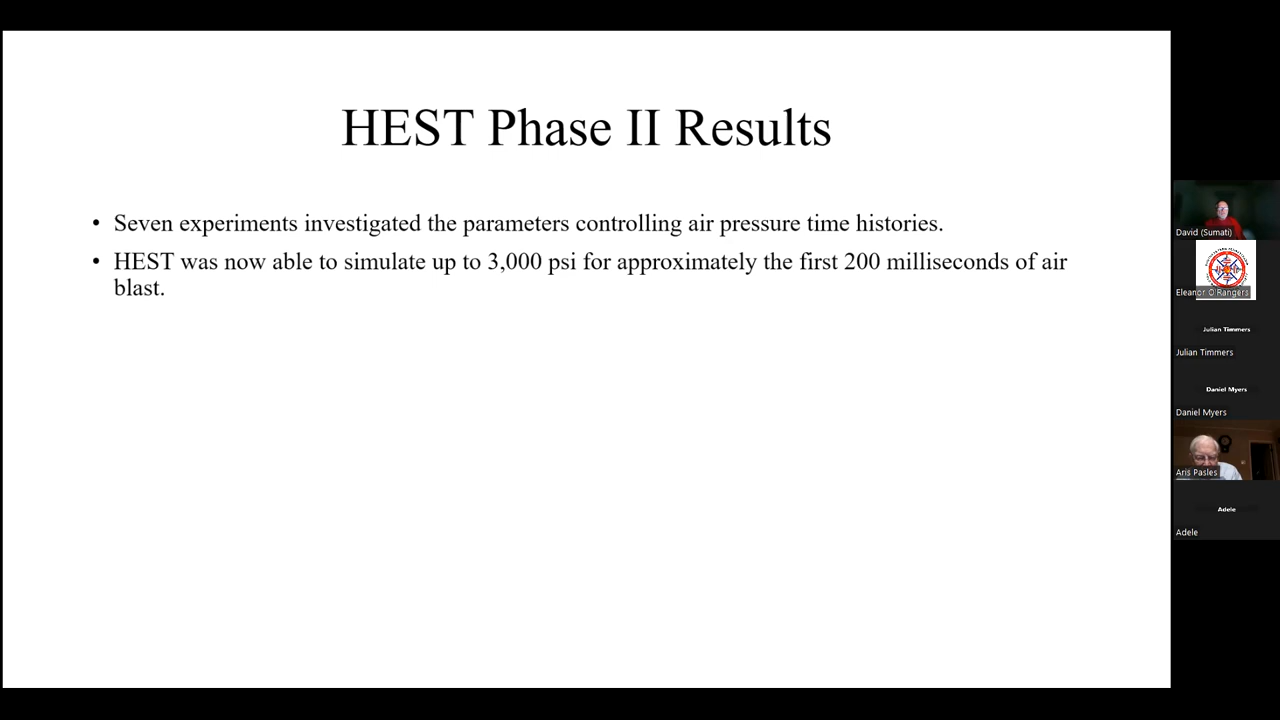 HEST Phase II Results
• Seven experiments investigated the parameters controlling air pressure time histories.
• HEST was now able to simulate up to 3,000 psi for approximately the first 200 milliseconds of air
blast.
David (Sumati)
Eleanor O'Rangers
Julian Timmers
Julian Timmers
Daniel Myers
Daniel Myers
Aris Pasles
Adele
Adele